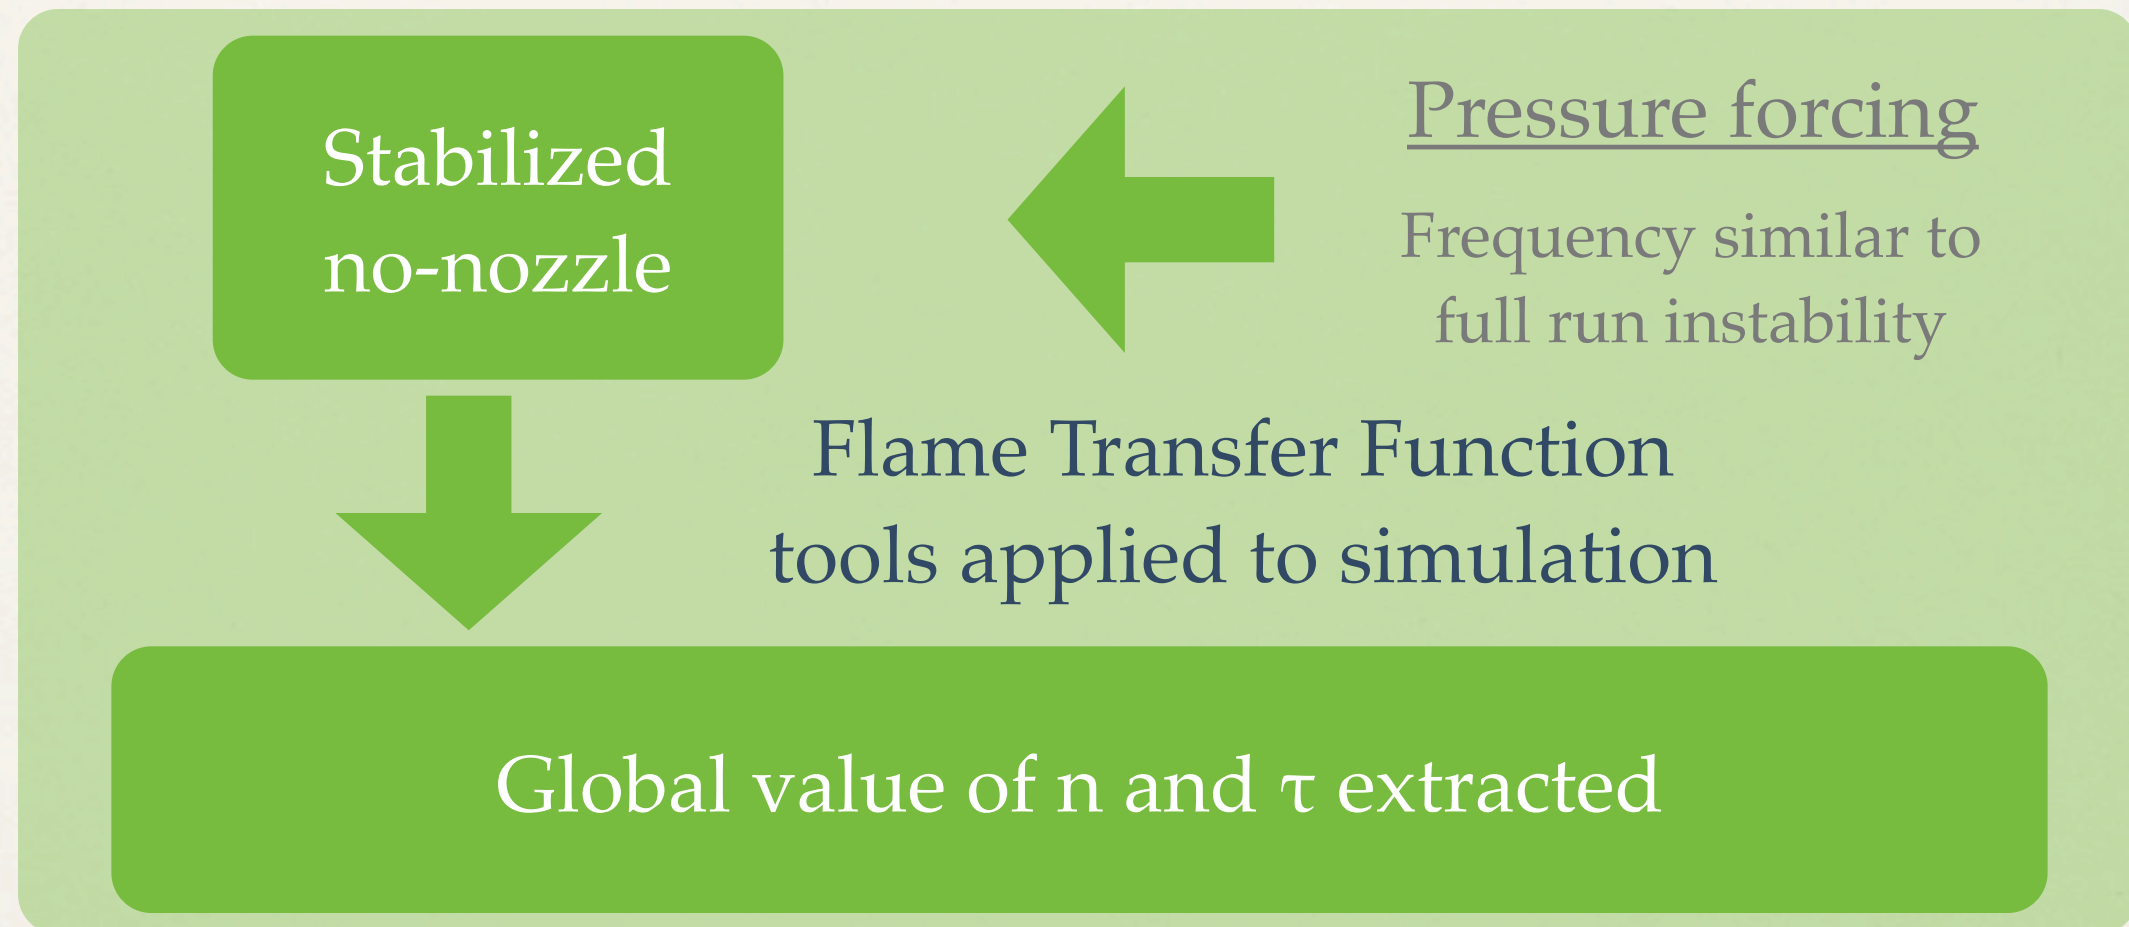 Stabilized
no-nozzle
Pressure forcing
Frequency similar to
full run instability
Flame Transfer Function
tools applied to simulation
Global value of n and τ extracted